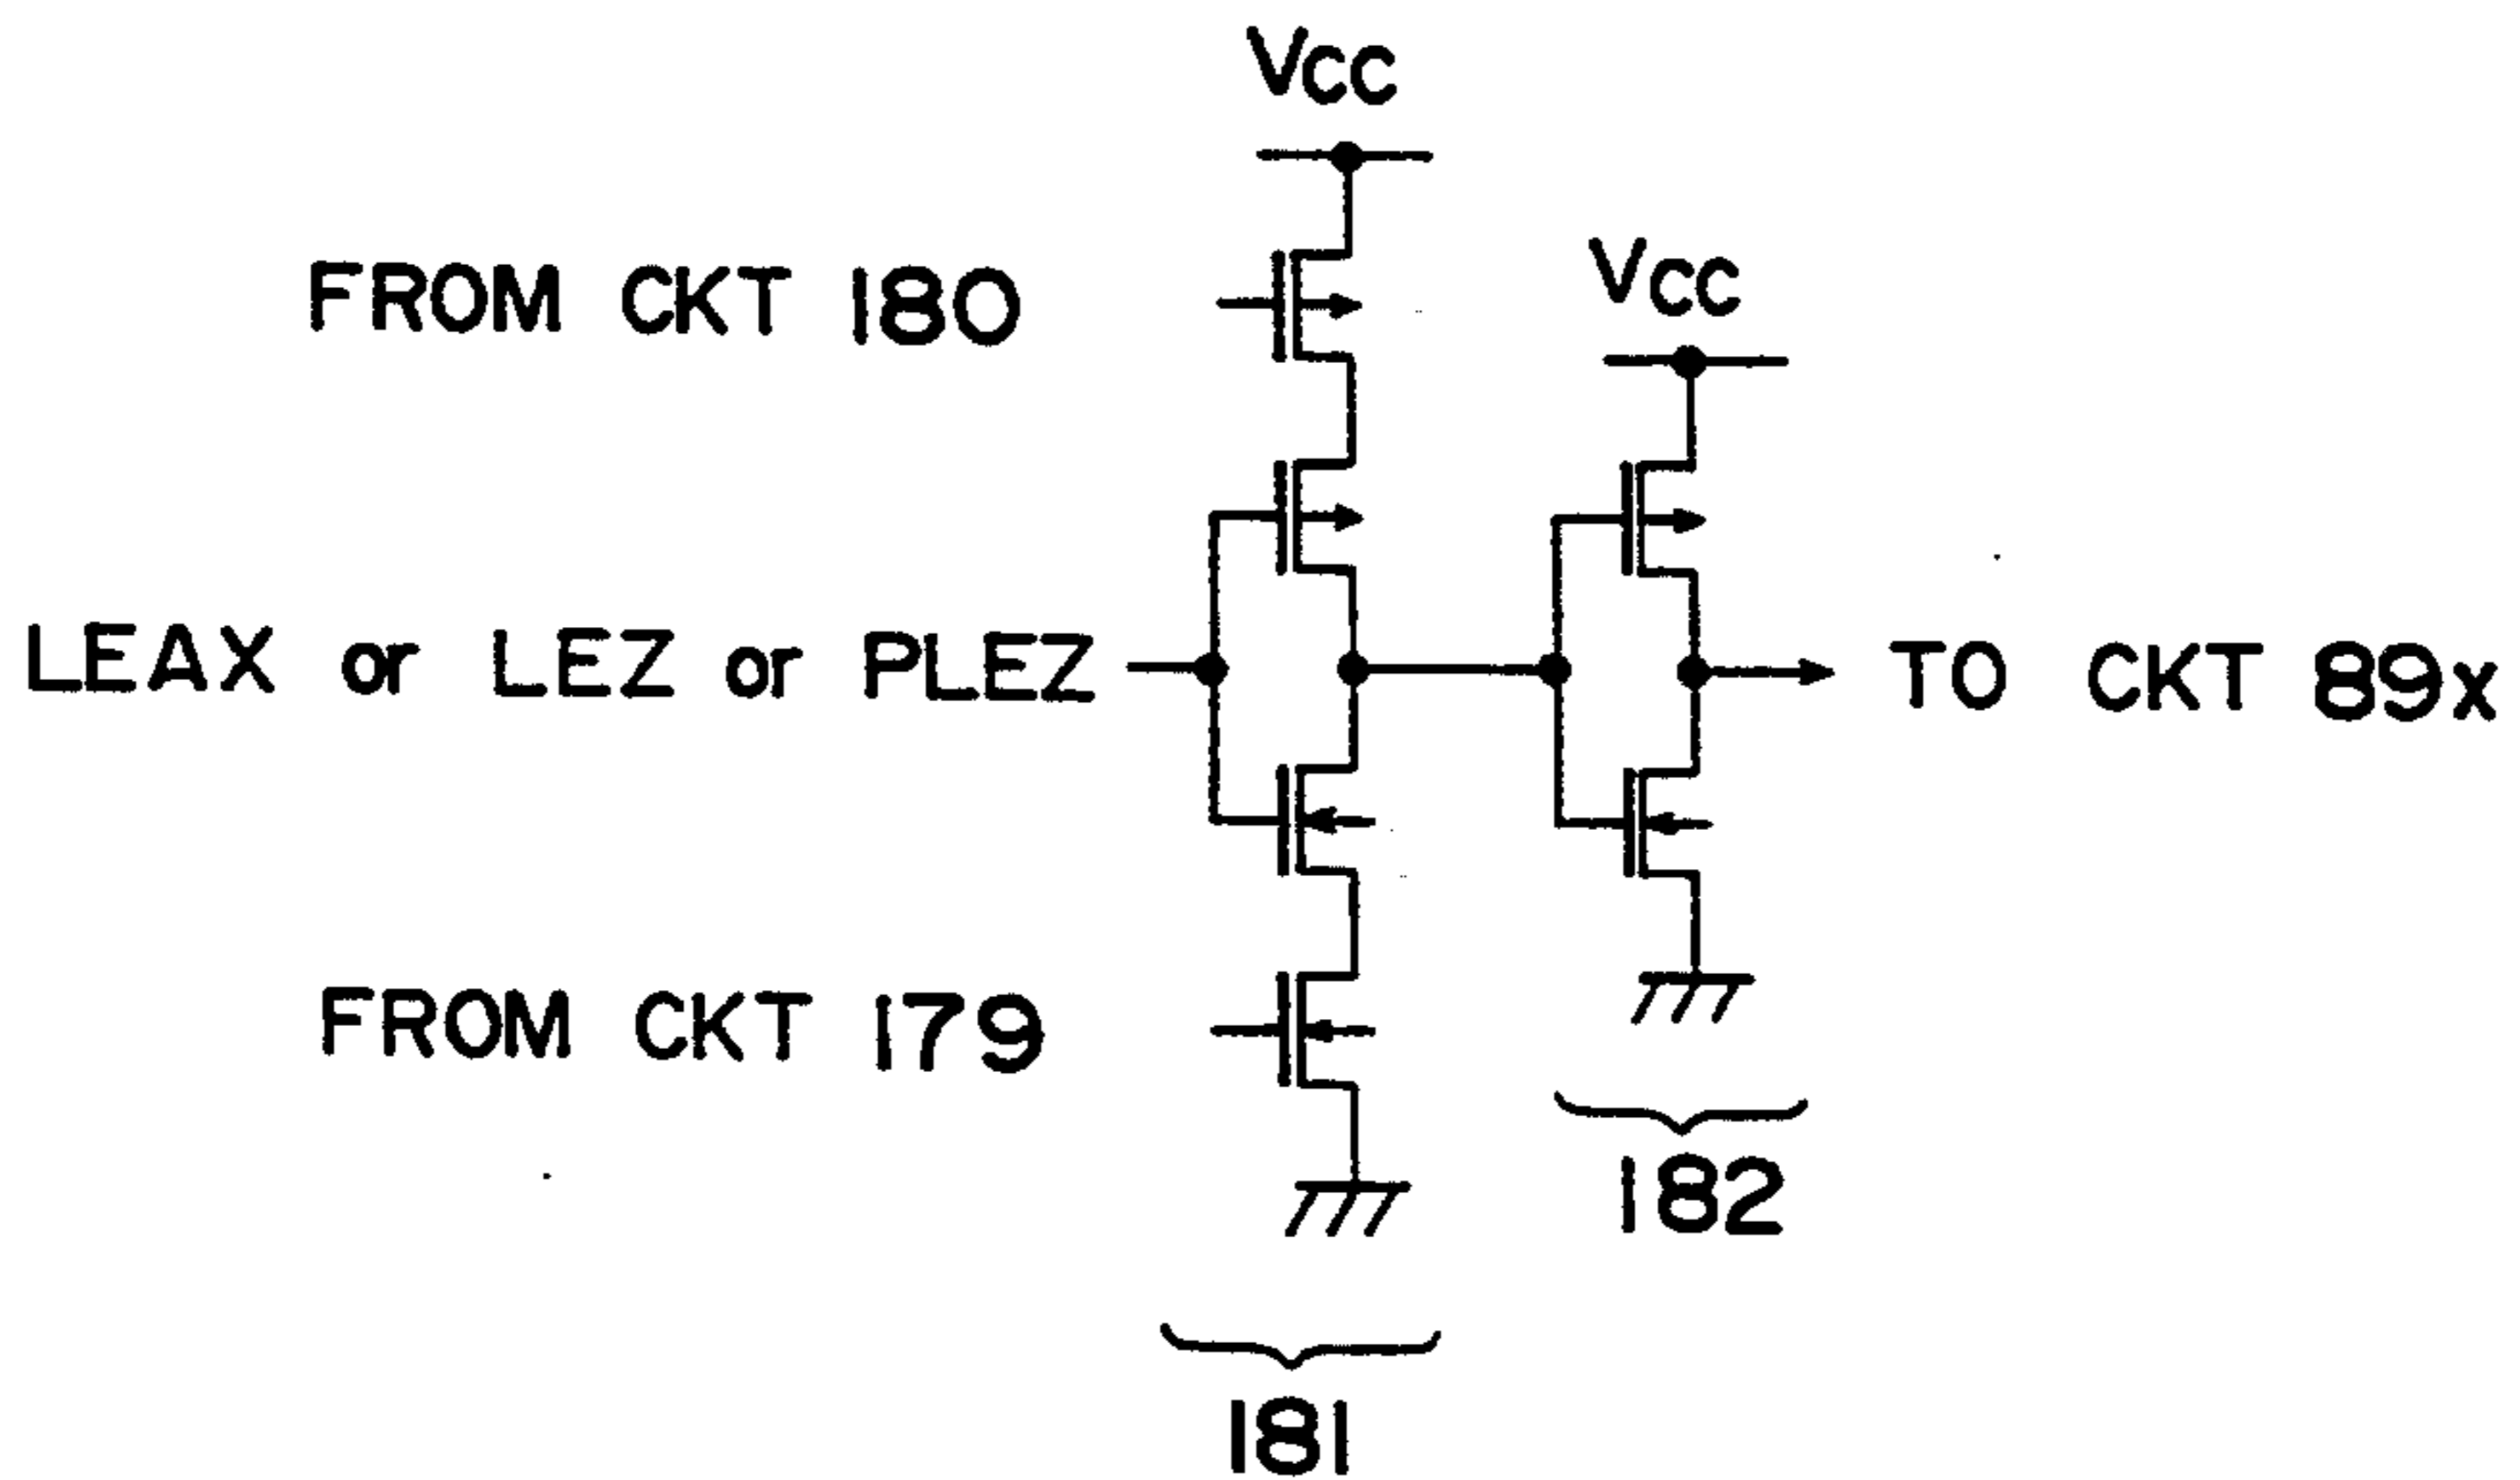 Vcc
FROM CKT 180
Vcc
LEAX or LEZ or PLEZ
TO CKT 89x
FROM CKT 179
182
181